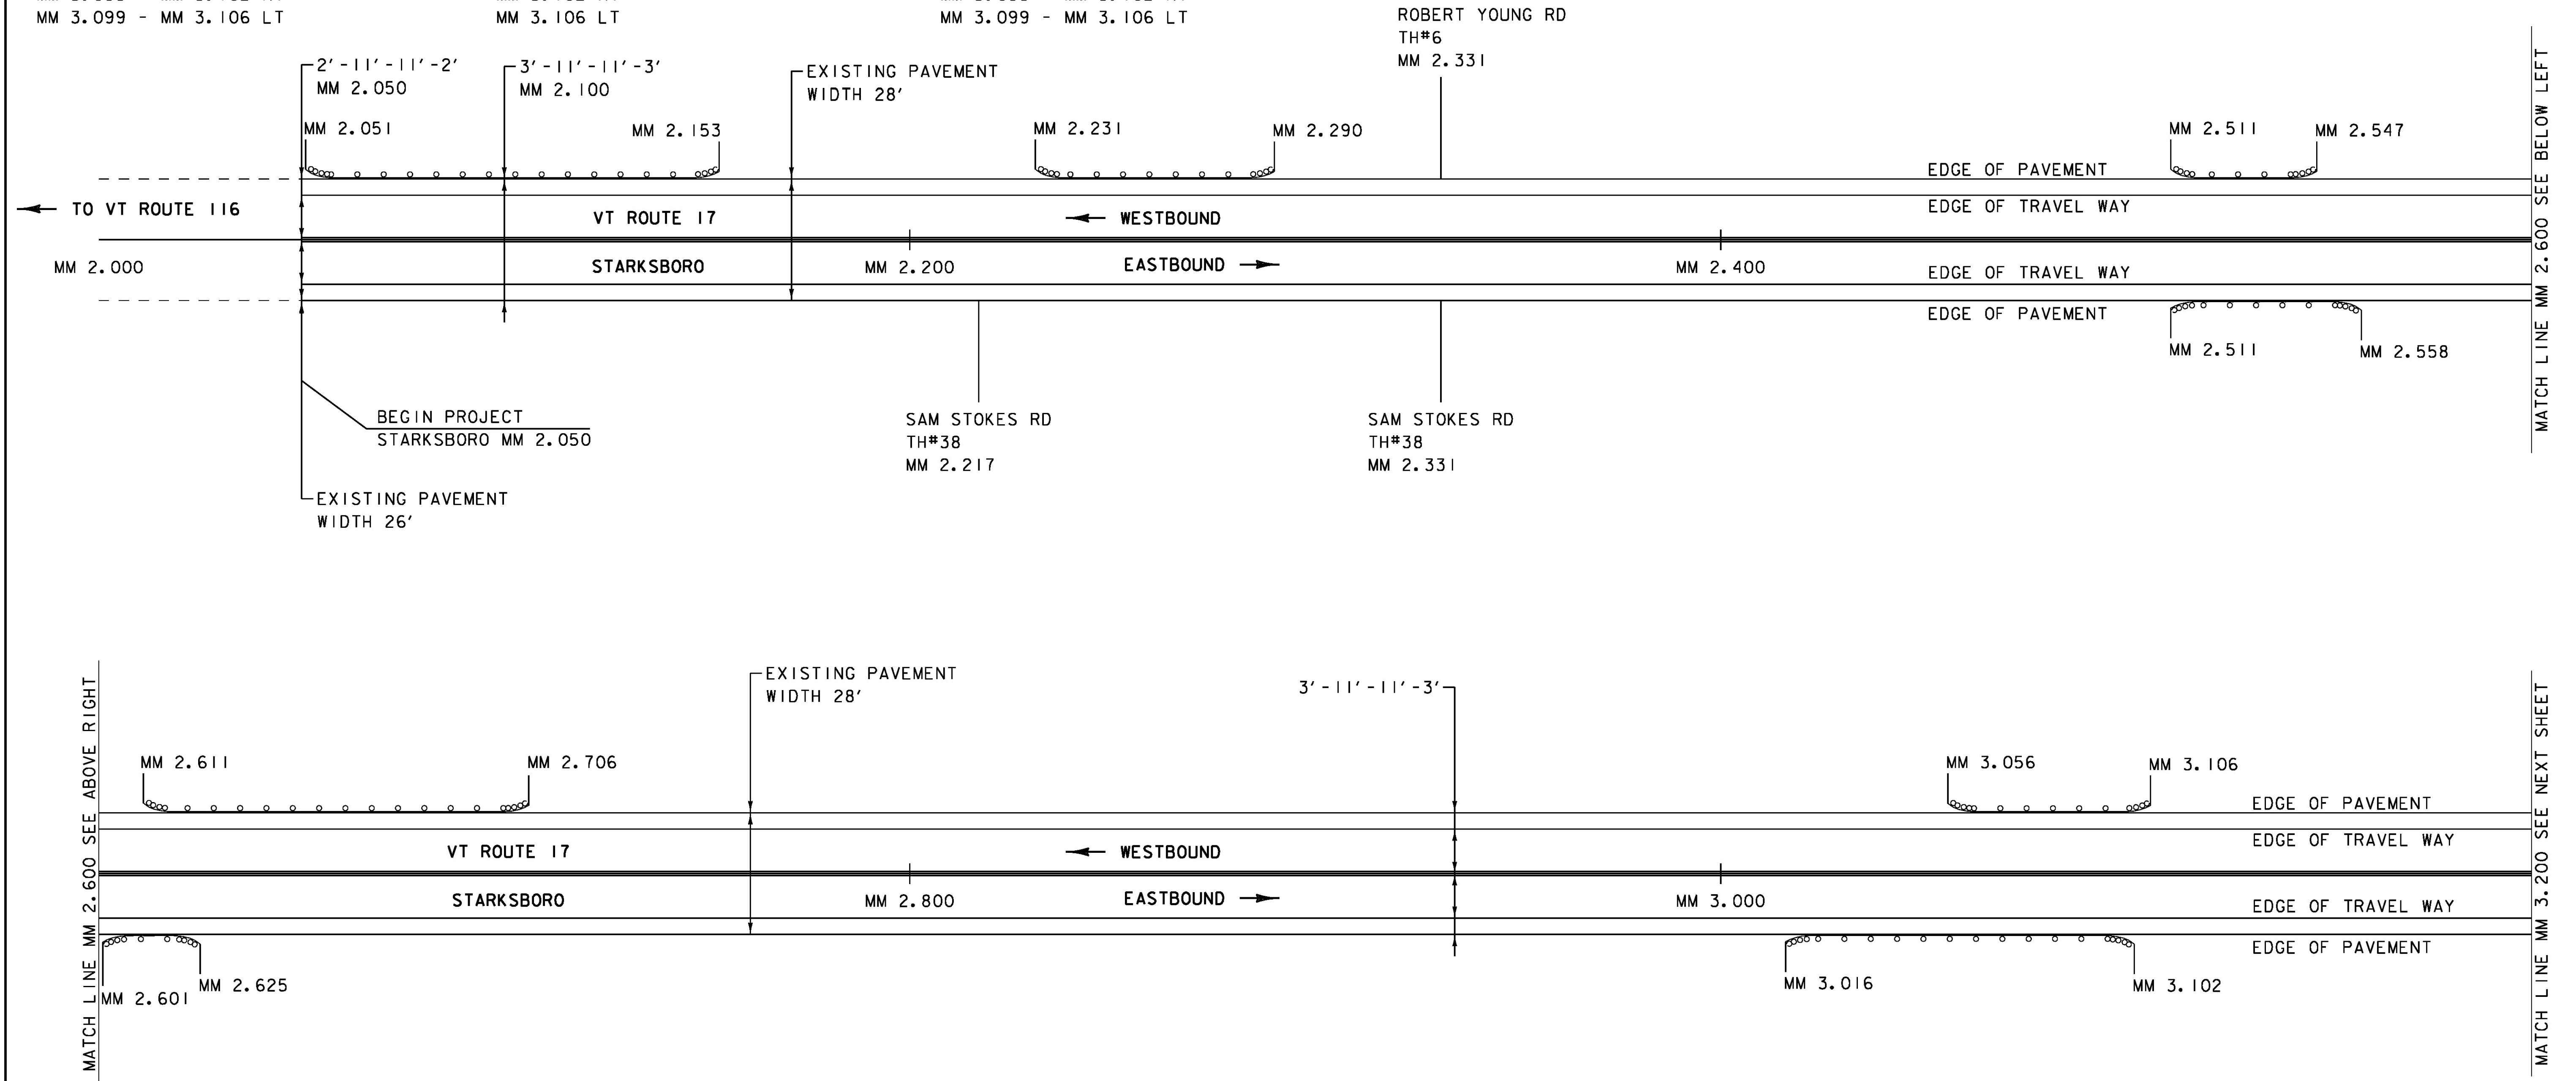 MM 3.099 - MM 3.106 LT
MM 3.106 LT
MM 3.099 - MM 3.106 LT
ROBERT YOUNG RD
TH#6
MM 2.331
2'-11'-11'-2'
MM 2.050
3'-11'-11'-3'
MM 2.100
EXISTING PAVEMENT
WIDTH 28'
MM 2.051
MM 2.153
MM 2.231
MM 2.290
MM 2.511
MM 2.547
EDGE OF PAVEMENT
TO VT ROUTE 116
VT ROUTE 17
WESTBOUND
EDGE OF TRAVEL WAY
MM 2.000
STARKSBORO
MM 2.200
EASTBOUND
MM 2.400
EDGE OF TRAVEL WAY
EDGE OF PAVEMENT
MM 2.511
MM 2.558
MATCH LINE MM 2.600 SEE BELOW LEFT
BEGIN PROJECT
STARKSBORO MM 2.050
SAM STOKES RD
TH#38
MM 2.217
SAM STOKES RD
TH#38
MM 2.331
EXISTING PAVEMENT
WIDTH 26'
MATCH LINE MM 2.600 SEE ABOVE RIGHT
EXISTING PAVEMENT
WIDTH 28'
3'-11'-11'-3'
MM 2.611
MM 2.706
MM 3.056
MM 3.106
EDGE OF PAVEMENT
VT ROUTE 17
WESTBOUND
EDGE OF TRAVEL WAY
STARKSBORO
MM 2.800
EASTBOUND
MM 3.000
EDGE OF TRAVEL WAY
EDGE OF PAVEMENT
MM 2.601
MM 2.625
MM 3.016
MM 3.102
MATCH LINE MM 3.200 SEE NEXT SHEET